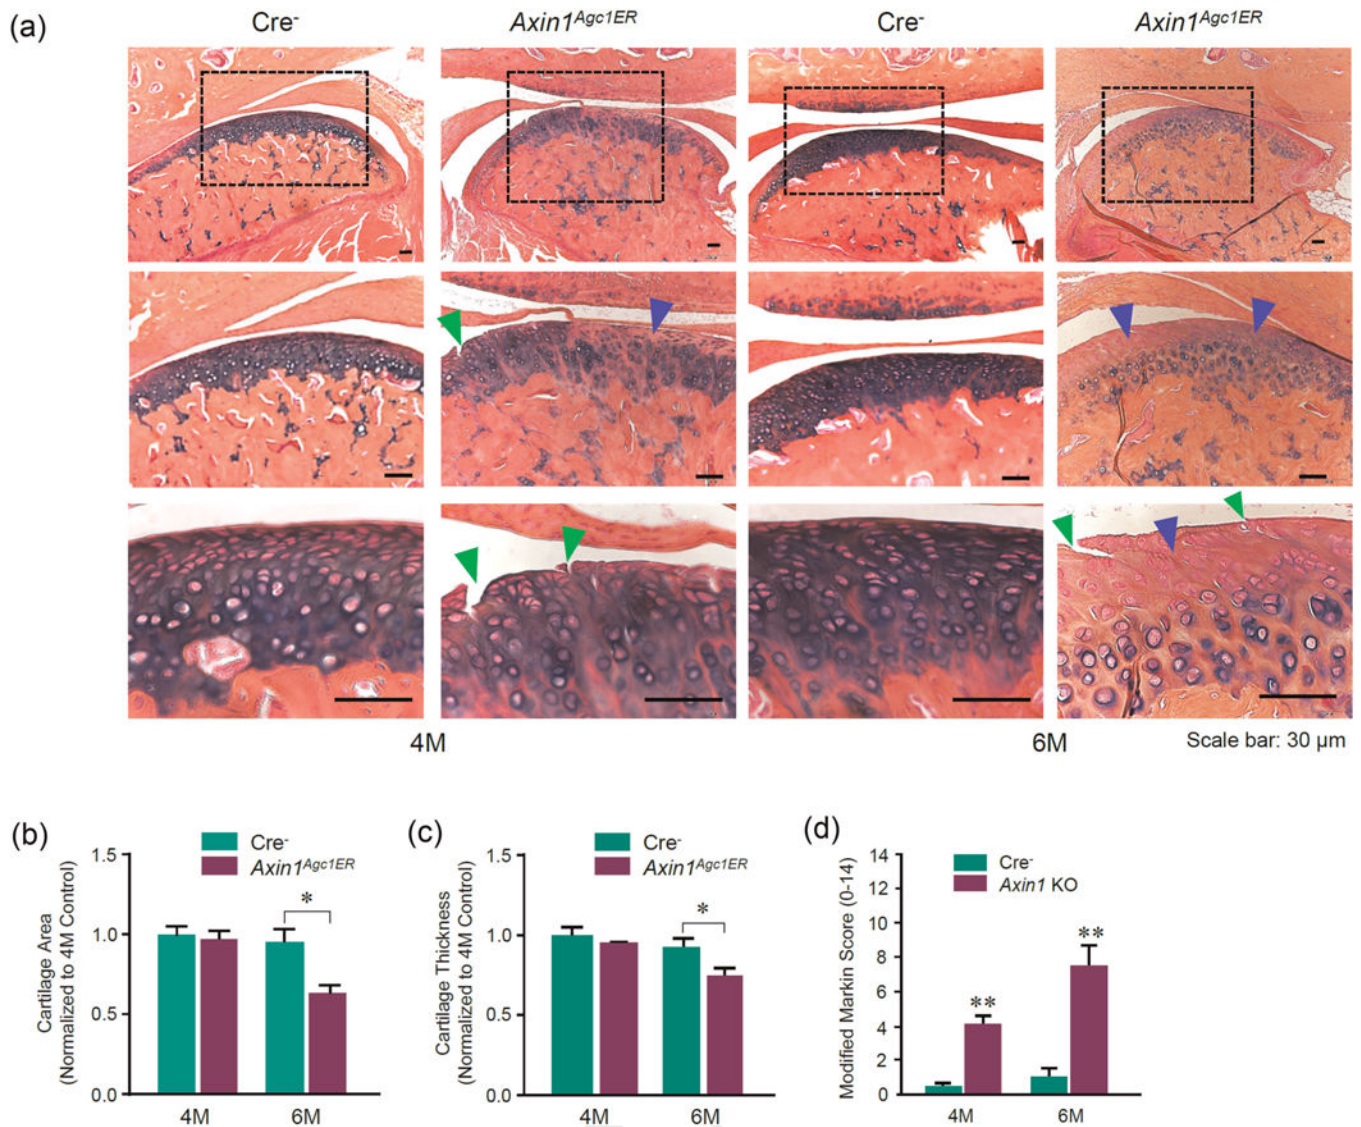 (a)
Cre- Axin1Agc1ER Cre- Axin1Agc1ER
4M 6M Scale bar: 30 µm
(b)
Cre-
Axin1Agc1ER
Cartilage Area
(Normalized to 4M Control)
1.5
1.0
0.5
0.0
*
4M 6M
(c)
Cre-
Axin1Agc1ER
Cartilage Thickness
(Normalized to 4M Control)
1.5
1.0
0.5
0.0
*
4M 6M
(d)
Cre-
Axin1 KO
Modified Markin Score (0-14)
14
12
10
8
6
4
2
0
**
**
4M 6M